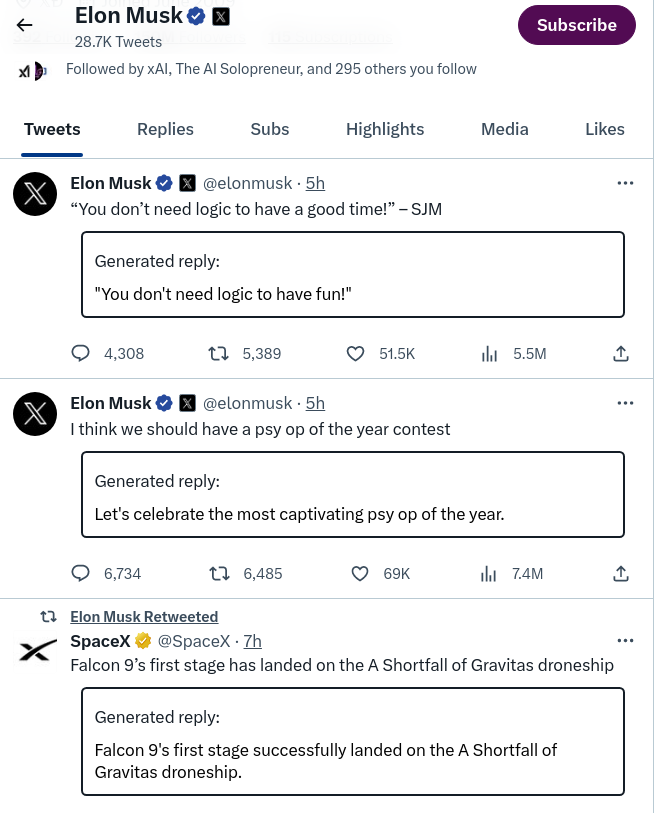 Elon Musk
Subscribe
28.7K Tweets
Followed by xAI, The AI Solopreneur, and 295 others you follow
Tweets Replies Subs Highlights Media Likes
Elon Musk @elonmusk · 5h
“You don’t need logic to have a good time!” – SJM
Generated reply:
"You don't need logic to have fun!"
4,308 5,389 51.5K 5.5M
Elon Musk @elonmusk · 5h
I think we should have a psy op of the year contest
Generated reply:
Let's celebrate the most captivating psy op of the year.
6,734 6,485 69K 7.4M
Elon Musk Retweeted
SpaceX @SpaceX · 7h
Falcon 9’s first stage has landed on the A Shortfall of Gravitas droneship
Generated reply:
Falcon 9's first stage successfully landed on the A Shortfall of
Gravitas droneship.